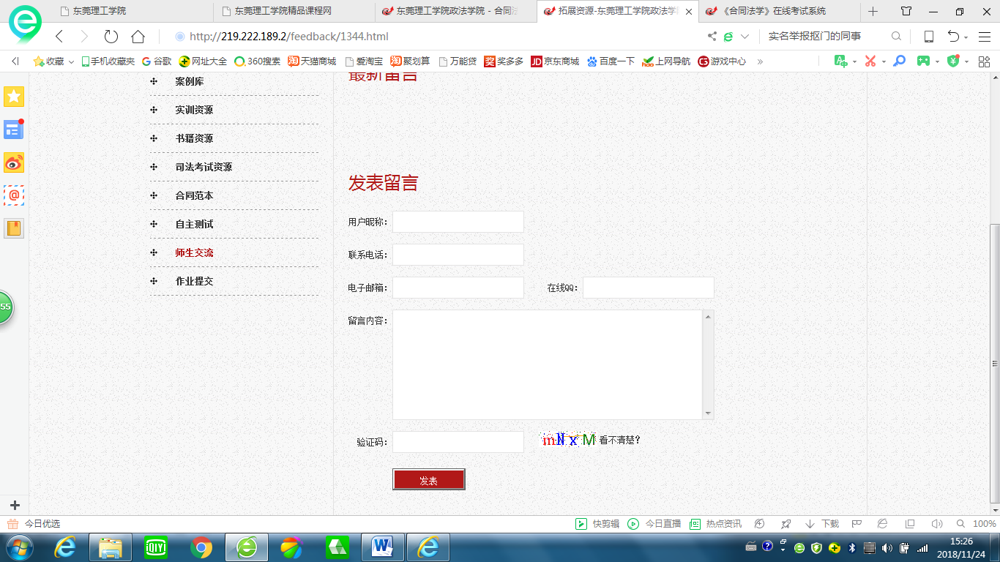 东莞理工学院
东莞理工学院精品课程网
东莞理工学院政法学院 - 合同法
拓展资源-东莞理工学院政法学院
《合同法学》在线考试系统
http://219.222.189.2/feedback/1344.html
实名举报抠门的同事
收藏 手机收藏夹 谷歌 网址大全 360搜索 天猫商城 爱淘宝 聚划算 万能贷 奖多多 京东商城 百度一下 上网导航 游戏中心 »
最新留言
案例库
实训资源
书籍资源
司法考试资源
合同范本
自主测试
师生交流
作业提交
发表留言
用户昵称：
联系电话：
电子邮箱： 在线QQ：
留言内容：
验证码： mNxM 看不清楚？
发表
55
今日优选
快剪辑 今日直播 热点资讯 下载 100%
15:26
2018/11/24